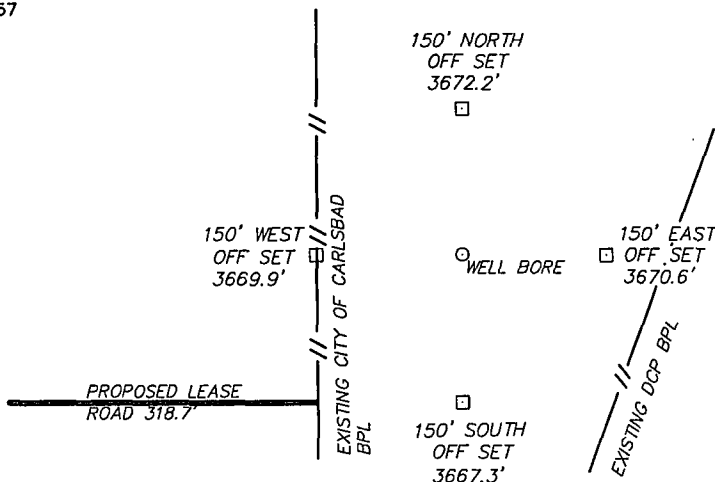 57
150' NORTH
OFF SET
3672.2'
150' WEST
OFF SET
3669.9'
EXISTING CITY OF CARLSBAD
BPL
WELL BORE
150' EAST
OFF SET
3670.6'
EXISTING DCP BPL
PROPOSED LEASE
ROAD 318.7'
150' SOUTH
OFF SET
3667.3'